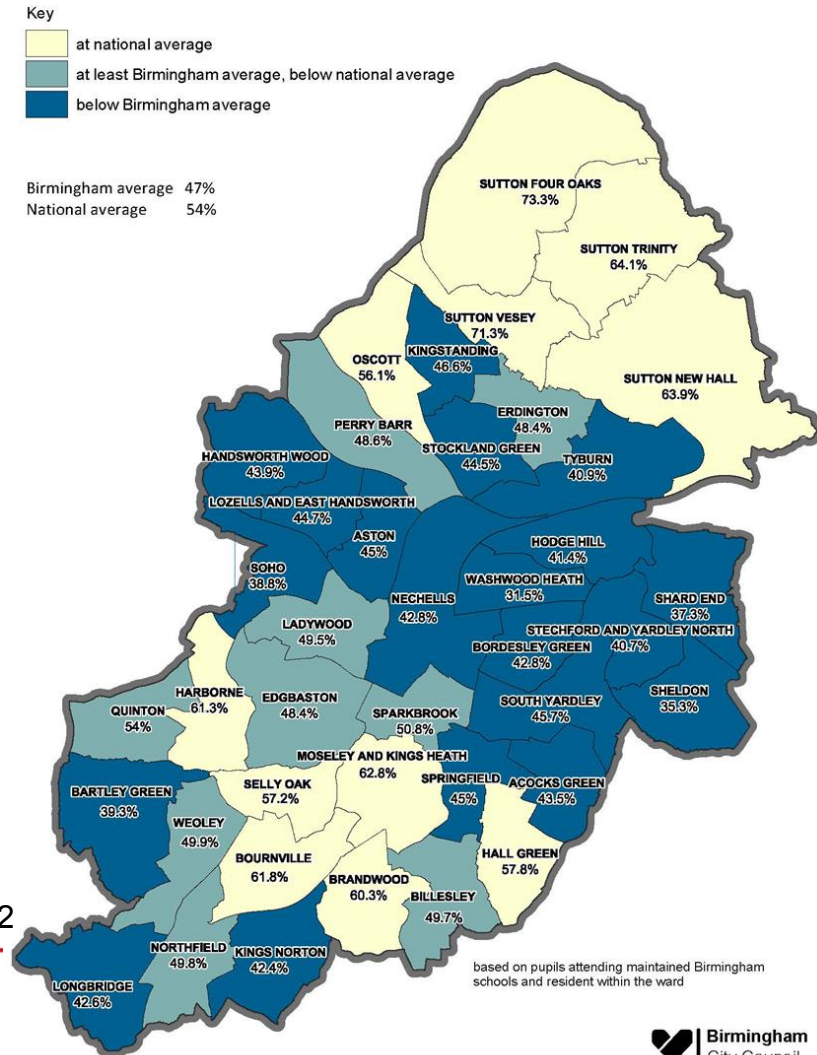 Key
at national average
at least Birmingham average, below national average
below Birmingham average
Birmingham average 47%
National average 54%
SUTTON FOUR OAKS
73.3%
SUTTON TRINITY
64.1%
SUTTON VESEY
71.3%
KINGSTANDING
46.6%
OSCOTT
56.1%
SUTTON NEW HALL
63.9%
ERDINGTON
48.4%
PERRY BARR
48.6%
STOCKLAND GREEN
44.5%
TYBURN
40.9%
HANDSWORTH WOOD
43.9%
LOZELLS AND EAST HANDSWORTH
44.7%
ASTON
45%
HODGE HILL
41.4%
SOHO
38.8%
WASHWOOD HEATH
31.5%
NECHELLS
42.8%
SHARD END
37.3%
LADYWOOD
49.5%
STECHFORD AND YARDLEY NORTH
40.7%
BORDESLEY GREEN
42.8%
HARBORNE
61.3%
EDGBASTON
48.4%
SHELDON
35.3%
QUINTON
54%
SPARKBROOK
50.8%
SOUTH YARDLEY
45.7%
MOSELEY AND KINGS HEATH
62.8%
SPRINGFIELD
45%
ACOCKS GREEN
43.5%
BARTLEY GREEN
39.3%
SELLY OAK
57.2%
WEOLEY
49.9%
BOURNVILLE
61.8%
HALL GREEN
57.8%
BRANDWOOD
60.3%
BILLESLEY
49.7%
2
NORTHFIELD
49.8%
KINGS NORTON
42.4%
LONGBRIDGE
42.6%
based on pupils attending maintained Birmingham
schools and resident within the ward
Birmingham
City Council